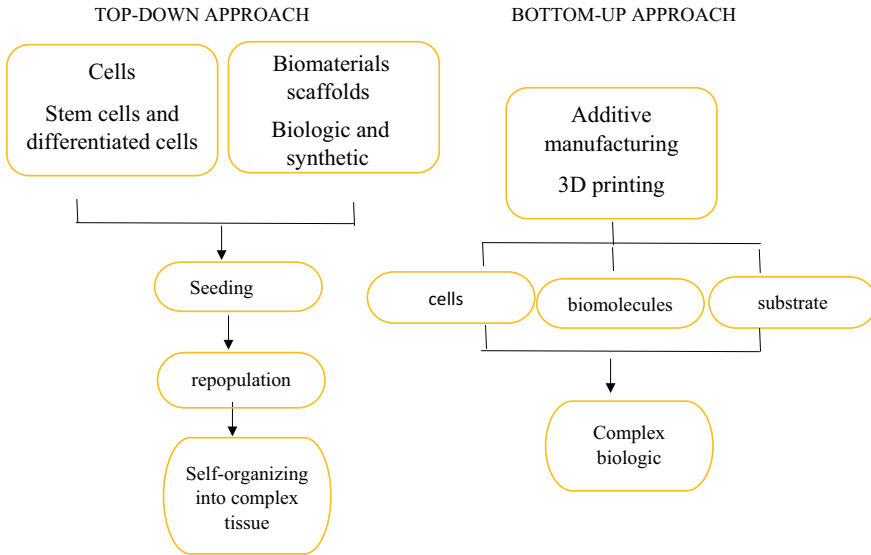 TOP-DOWN APPROACH
Cells
Stem cells and
differentiated cells
Biomaterials
scaffolds
Biologic and
synthetic
Seeding
repopulation
Self-organizing
into complex
tissue
BOTTOM-UP APPROACH
Additive
manufacturing
3D printing
cells
biomolecules
substrate
Complex
biologic